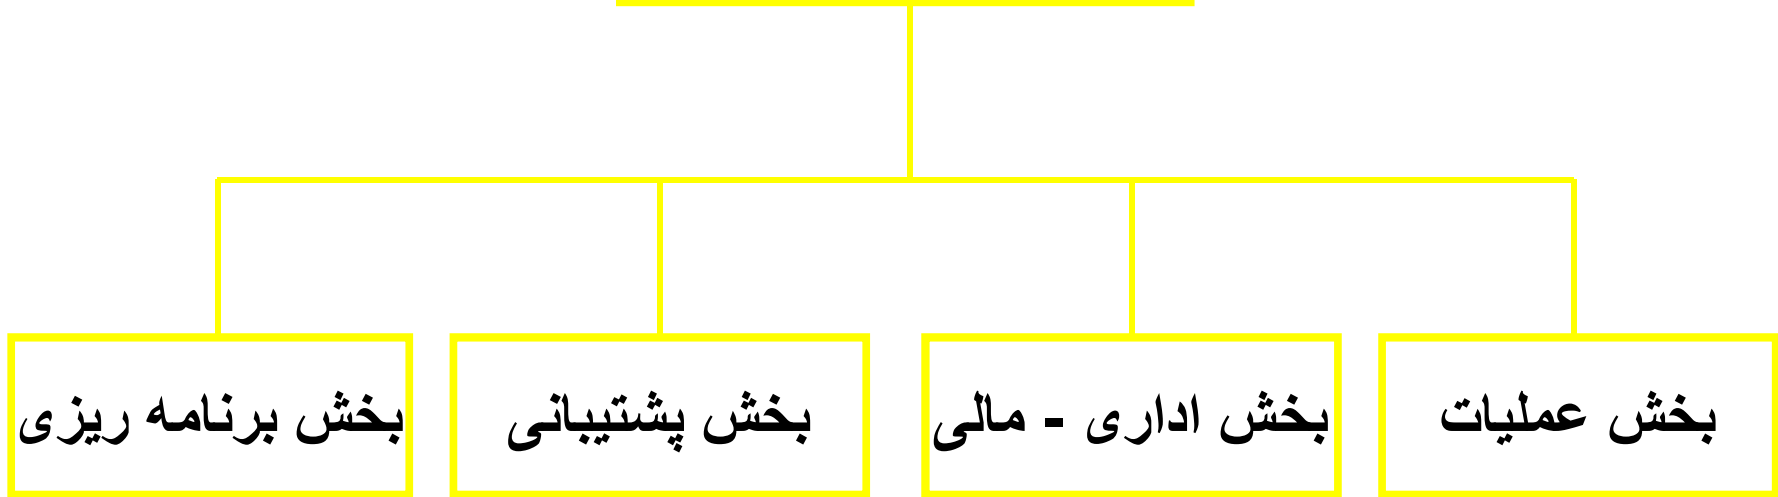 بخش عملیات
بخش اداری - مالی
بخش پشتیبانی
بخش برنامه ریزی